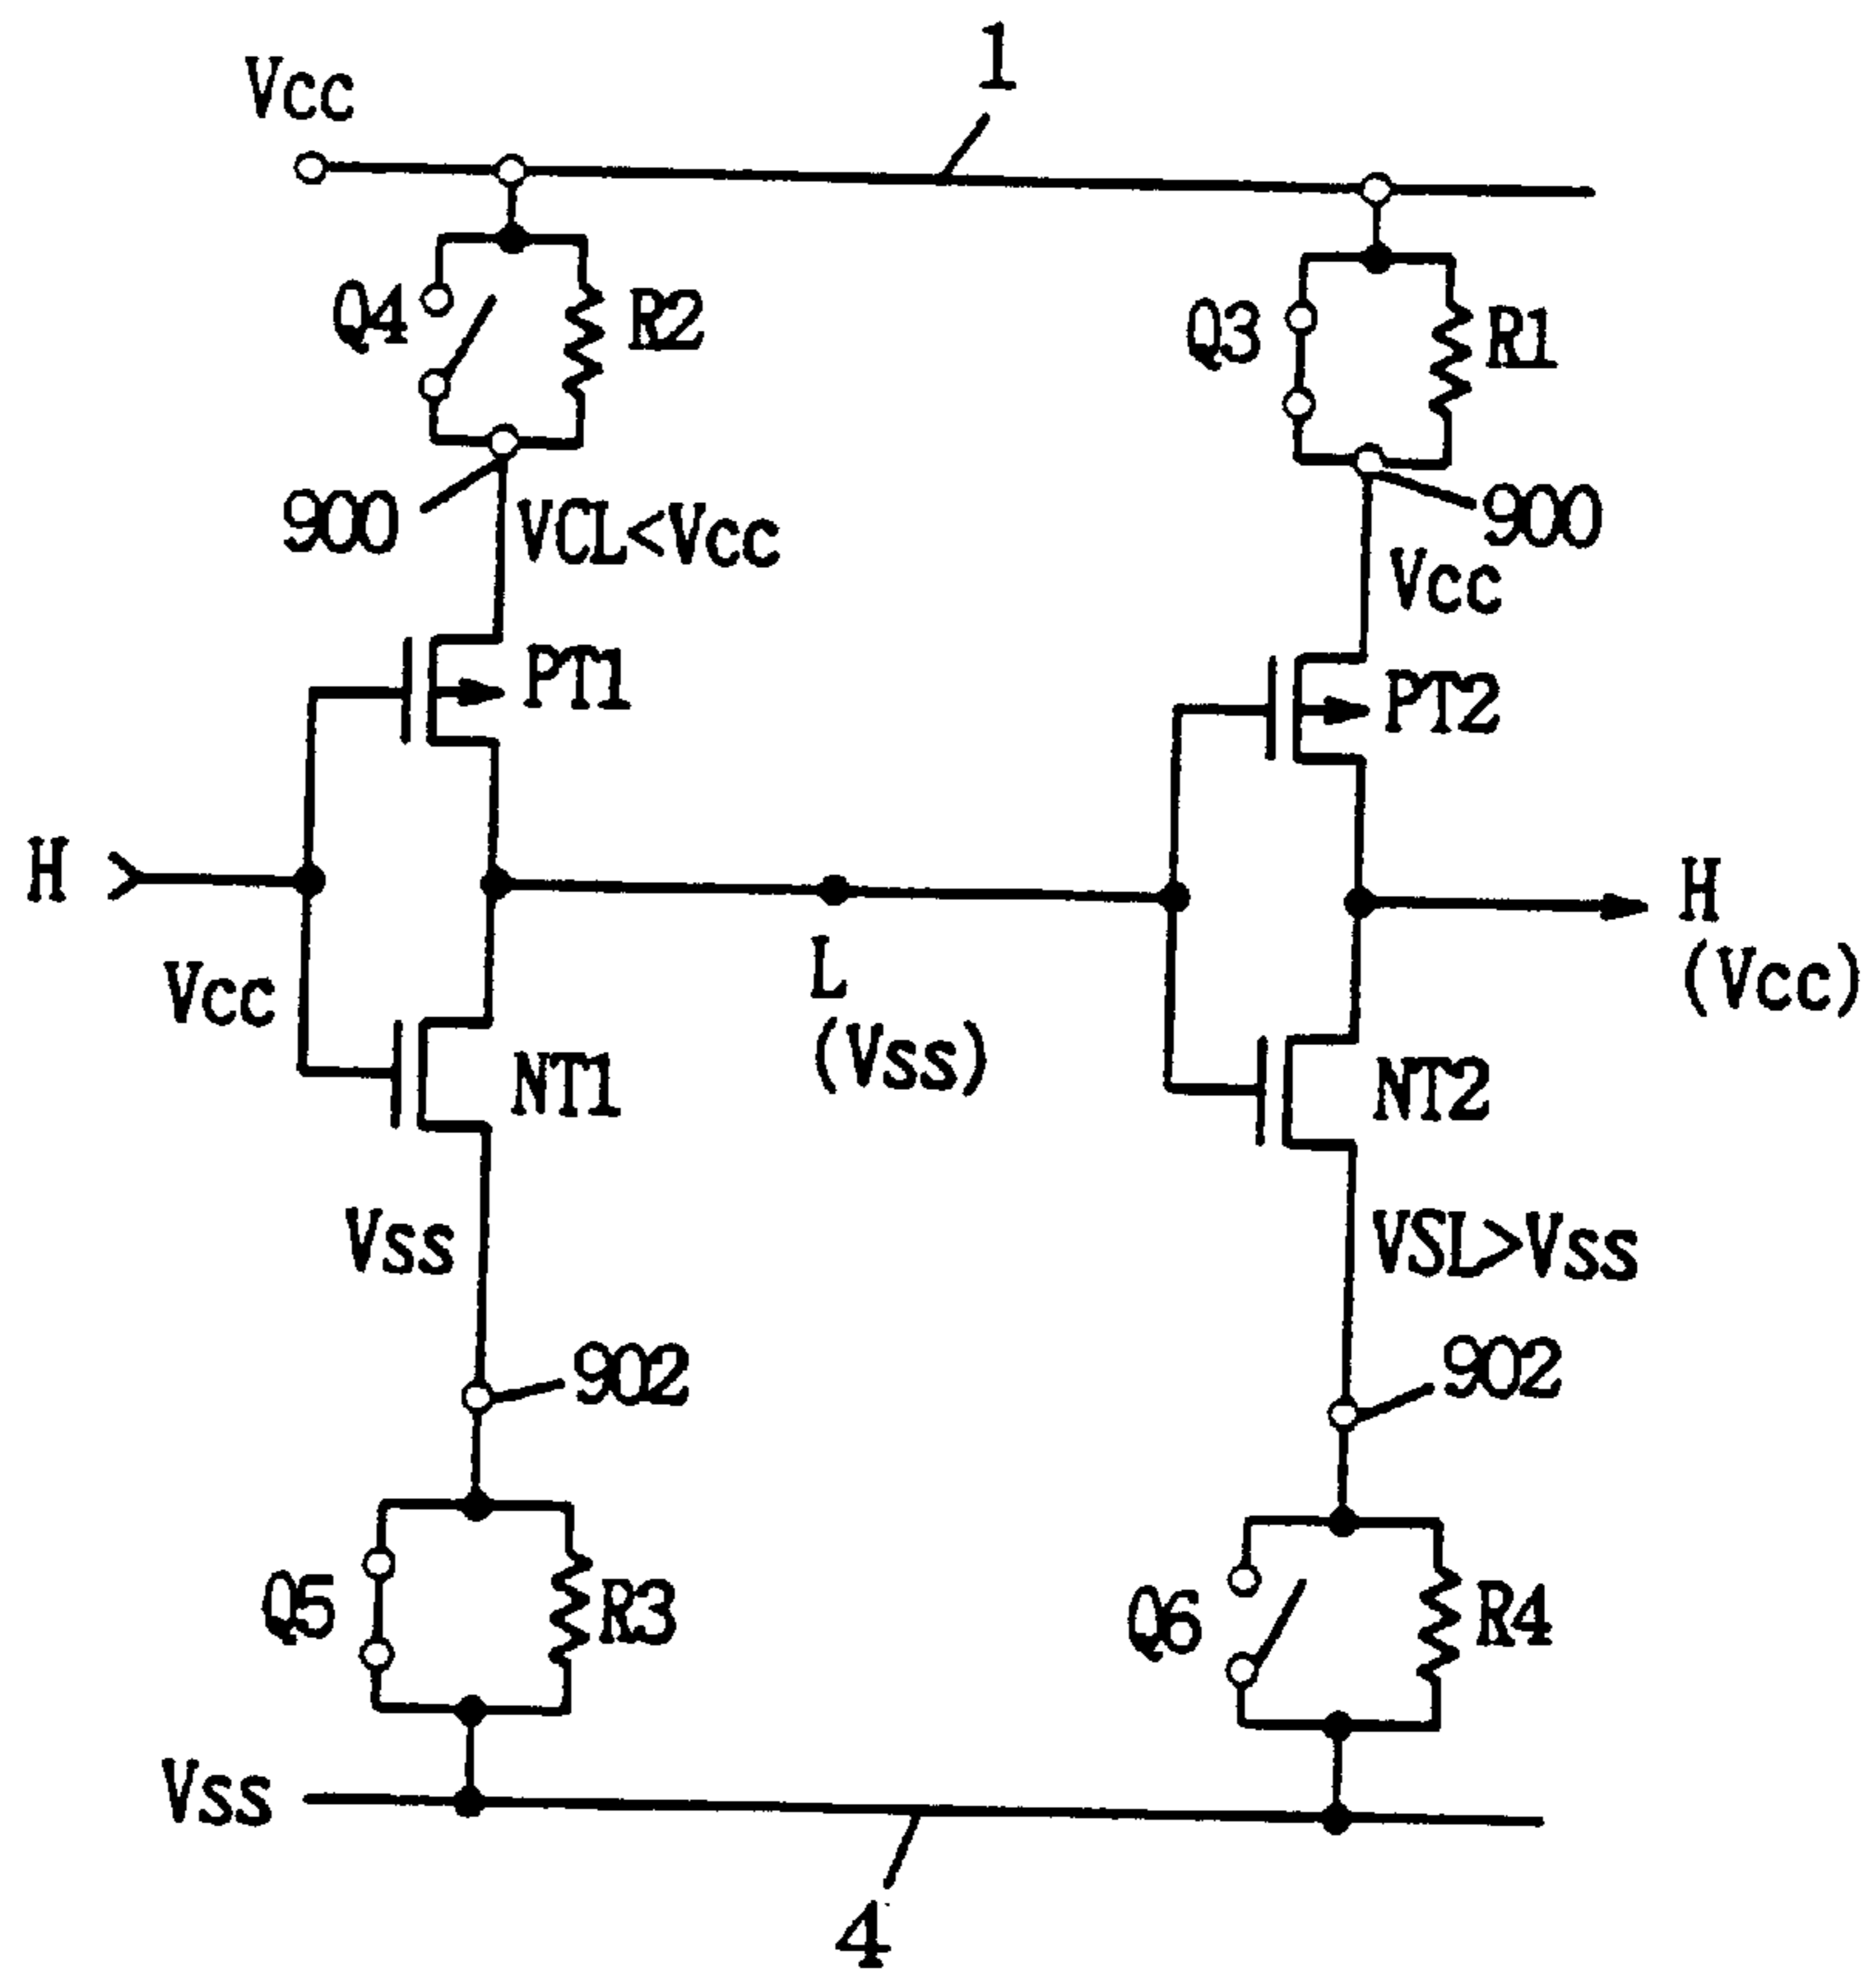 1
Vcc
Q4
R2
Q3
R1
900
VCL<Vcc
900
Vcc
PT1
PT2
H
H
(Vcc)
Vcc
L
(Vss)
NT1
NT2
Vss
VSL>Vss
902
902
Q5
R3
Q6
R4
Vss
4